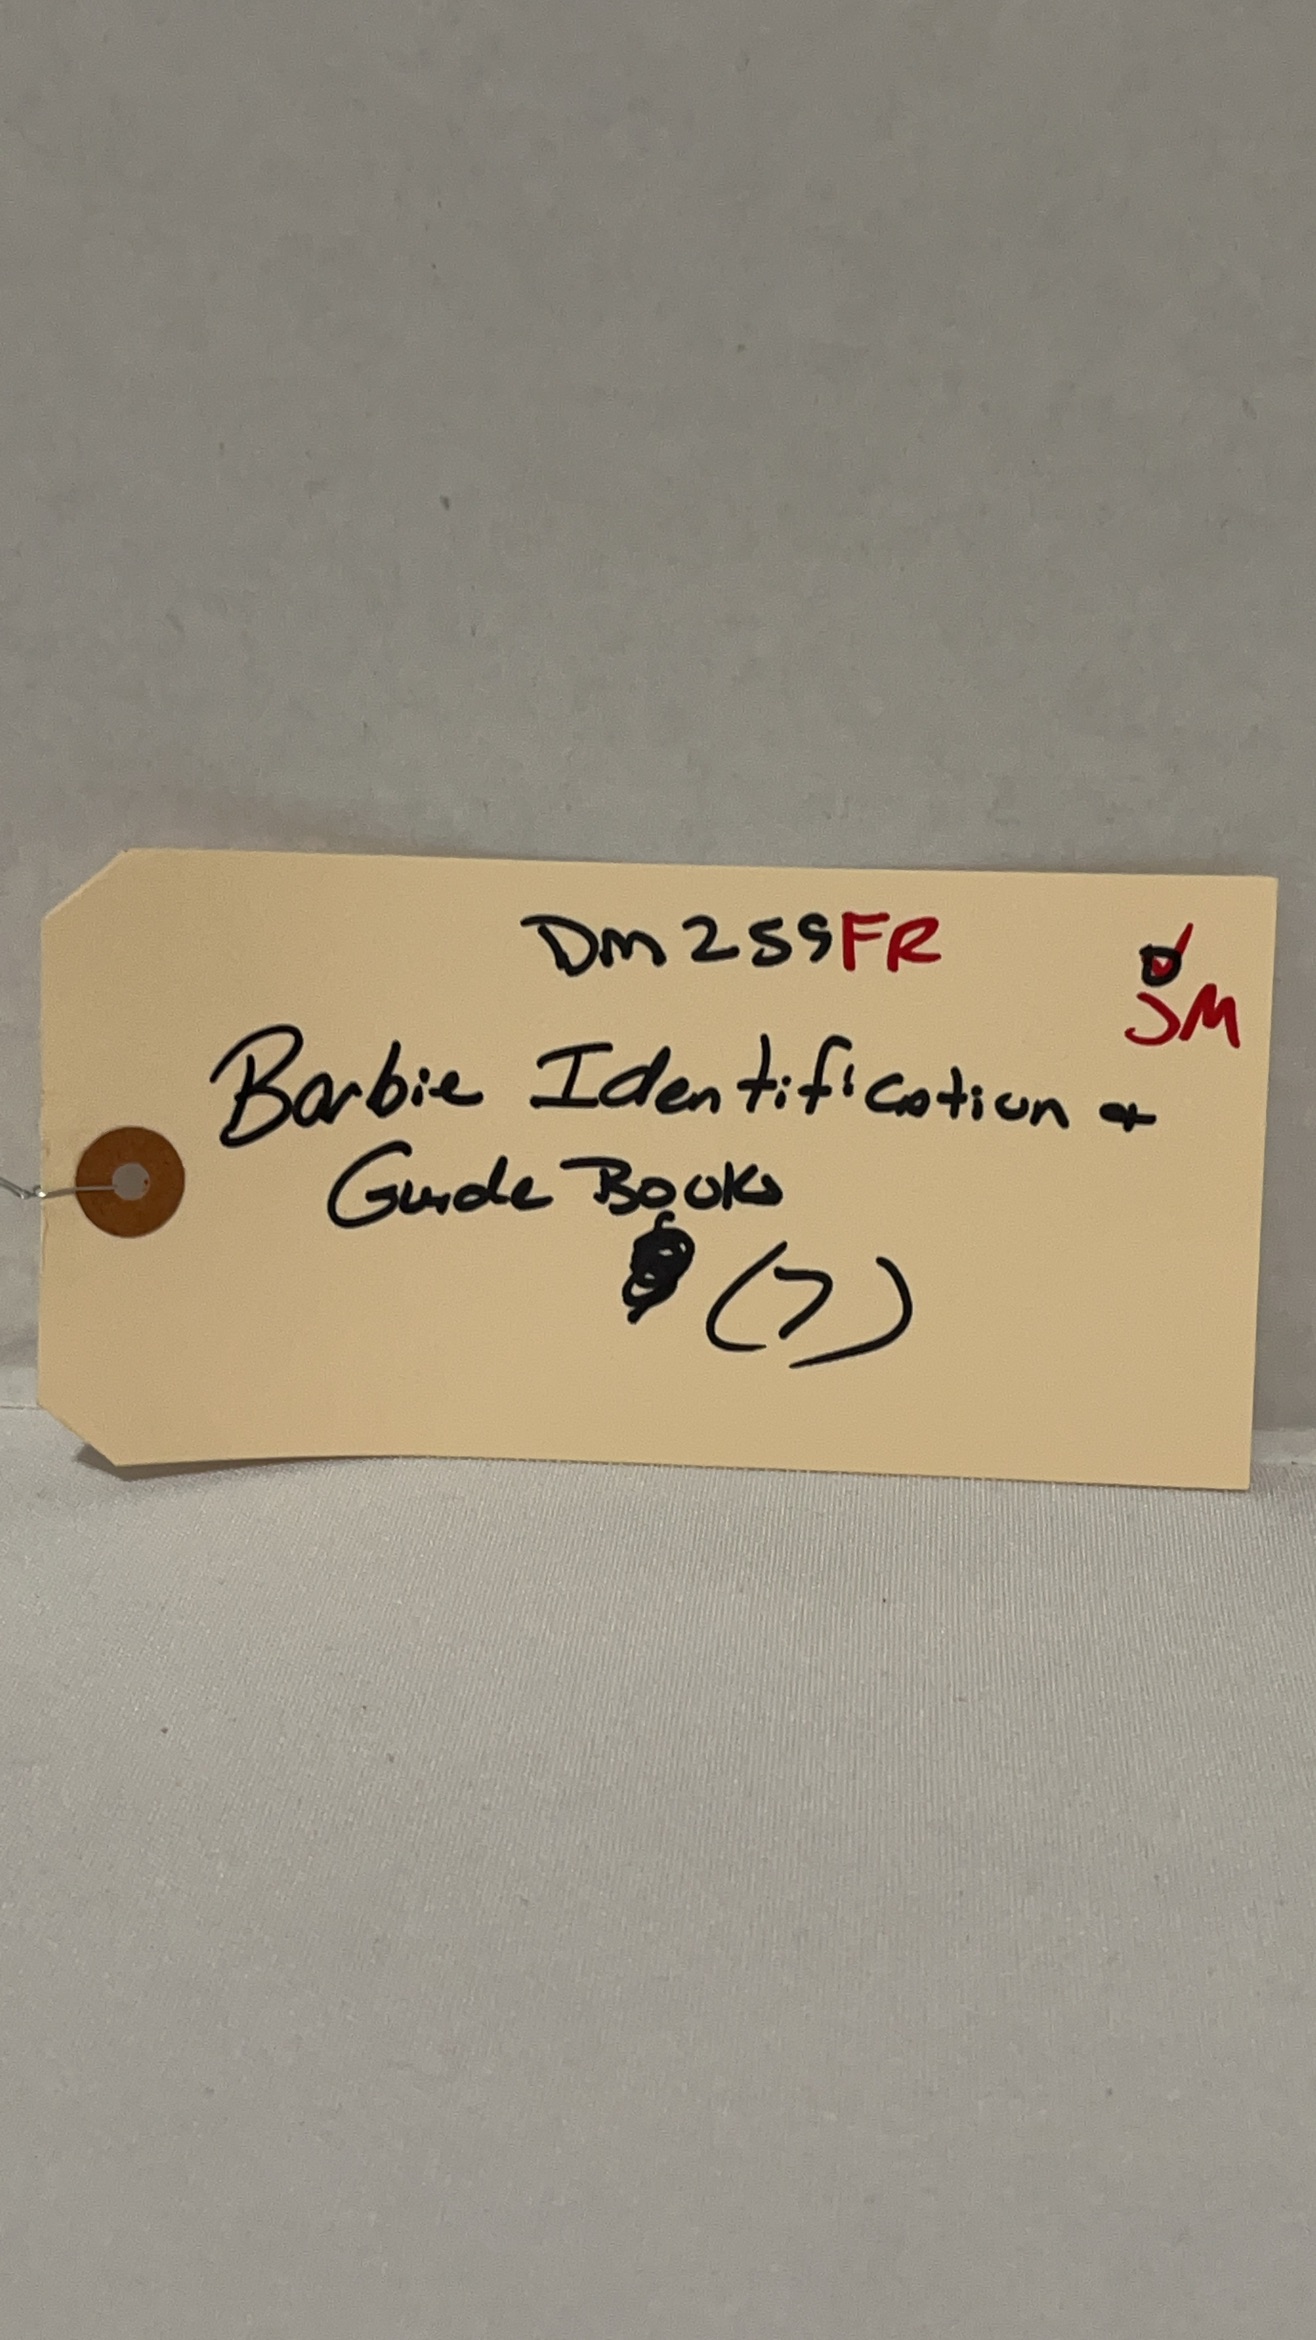 Dm259FR
JM
Barbie Identification +
Guide Books
(7)